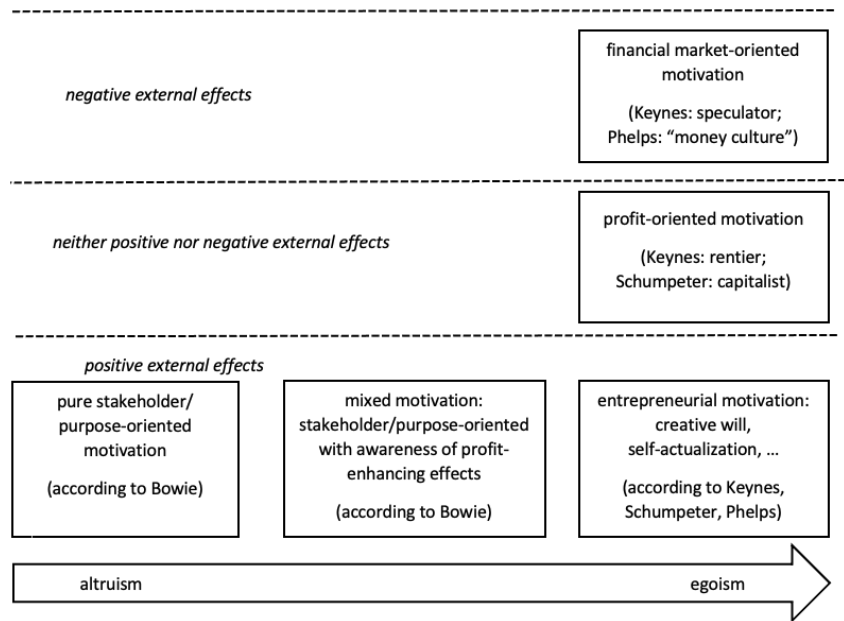 financial market-oriented
motivation
(Keynes: speculator;
Phelps: “money culture”)
negative external effects
profit-oriented motivation
(Keynes: rentier;
Schumpeter: capitalist)
neither positive nor negative external effects
positive external effects
pure stakeholder/
purpose-oriented
motivation
(according to Bowie)
mixed motivation:
stakeholder/purpose-oriented
with awareness of profit-
enhancing effects
(according to Bowie)
entrepreneurial motivation:
creative will,
self-actualization, ...
(according to Keynes,
Schumpeter, Phelps)
altruism
egoism